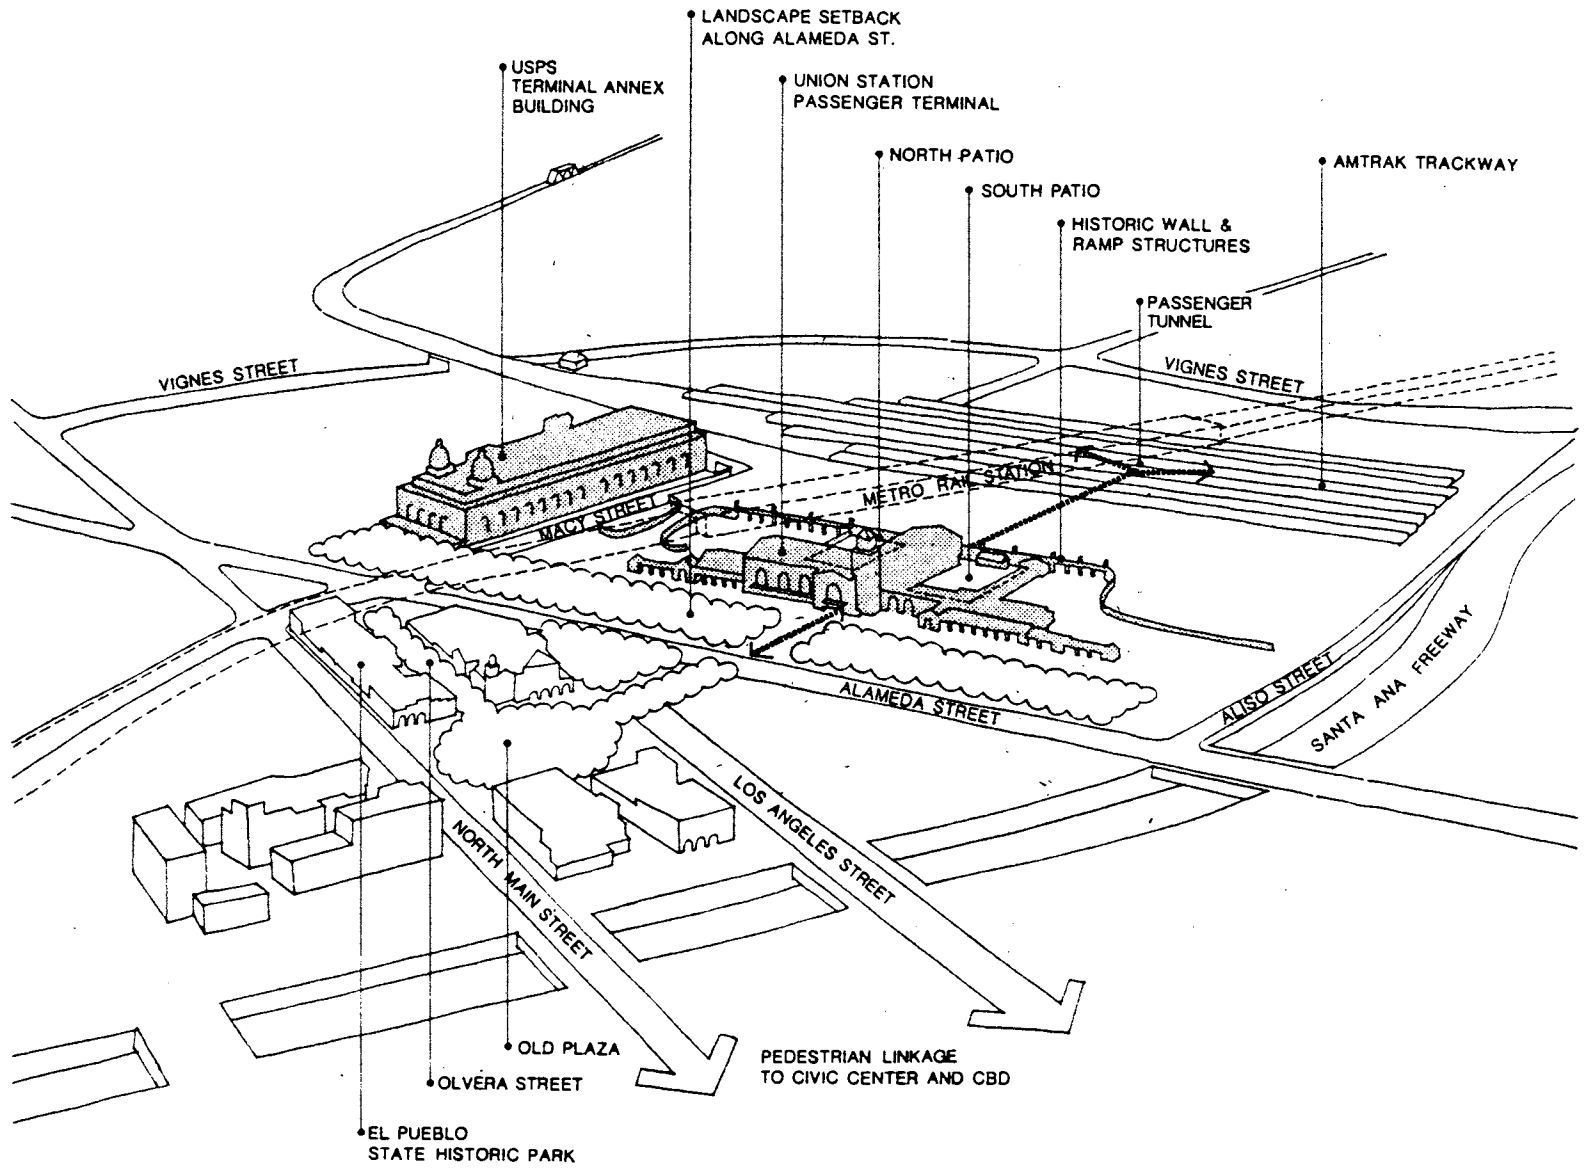 LANDSCAPE SETBACK
ALONG ALAMEDA ST.
USPS
TERMINAL ANNEX
BUILDING
UNION STATION
PASSENGER TERMINAL
NORTH PATIO
AMTRAK TRACKWAY
SOUTH PATIO
HISTORIC WALL &
RAMP STRUCTURES
PASSENGER
TUNNEL
VIGNES STREET
VIGNES STREET
METRO RAIL STATION
MACY STREET
ALAMEDA STREET
ALISO STREET
SANTA ANA FREEWAY
LOS ANGELES STREET
NORTH MAIN STREET
OLD PLAZA
PEDESTRIAN LINKAGE
TO CIVIC CENTER AND CBD
OLVERA STREET
EL PUEBLO
STATE HISTORIC PARK